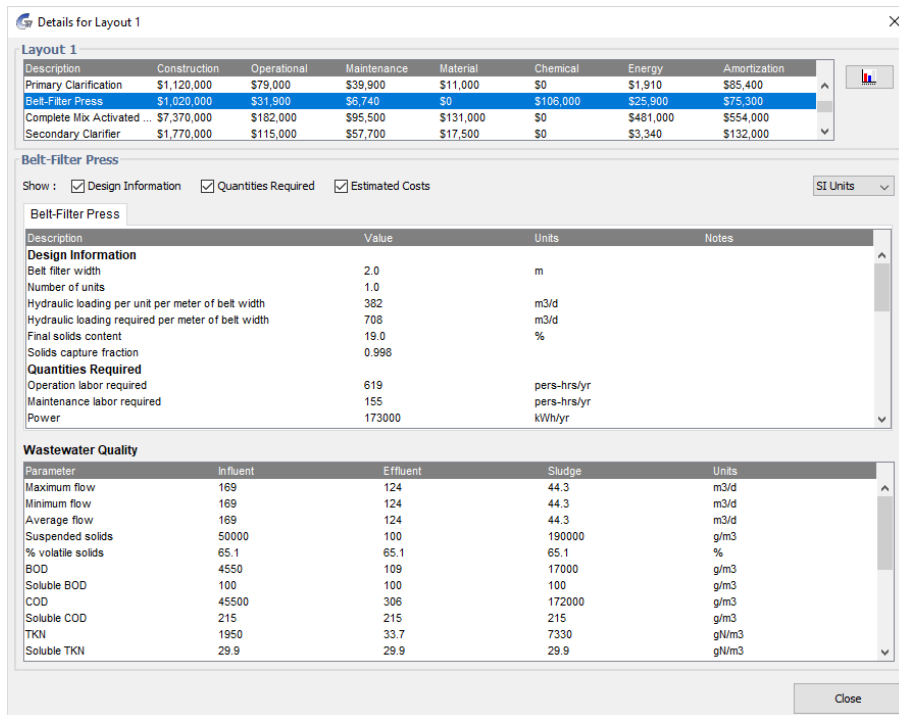 Details for Layout 1
Layout 1
Description Construction Operational Maintenance Material Chemical Energy Amortization
Primary Clarification $1,120,000 $79,000 $39,900 $11,000 $0 $1,910 $85,400
Belt-Filter Press $1,020,000 $31,900 $6,740 $0 $106,000 $25,900 $75,300
Complete Mix Activated ... $7,370,000 $182,000 $95,500 $131,000 $0 $481,000 $554,000
Secondary Clarifier $1,770,000 $115,000 $57,700 $17,500 $0 $3,340 $132,000
Belt-Filter Press
Show : Design Information Quantities Required Estimated Costs SI Units
Belt-Filter Press
Description Value Units Notes
Design Information
Belt filter width 2.0 m
Number of units 1.0
Hydraulic loading per unit per meter of belt width 382 m3/d
Hydraulic loading required per meter of belt width 708 m3/d
Final solids content 19.0 %
Solids capture fraction 0.998
Quantities Required
Operation labor required 619 pers-hrs/yr
Maintenance labor required 155 pers-hrs/yr
Power 173000 kWh/yr
Wastewater Quality
Parameter Influent Effluent Sludge Units
Maximum flow 169 124 44.3 m3/d
Minimum flow 169 124 44.3 m3/d
Average flow 169 124 44.3 m3/d
Suspended solids 50000 100 190000 g/m3
% volatile solids 65.1 65.1 65.1 %
BOD 4550 109 17000 g/m3
Soluble BOD 100 100 100 g/m3
COD 45500 306 172000 g/m3
Soluble COD 215 215 215 g/m3
TKN 1950 33.7 7330 gN/m3
Soluble TKN 29.9 29.9 29.9 gN/m3
Close